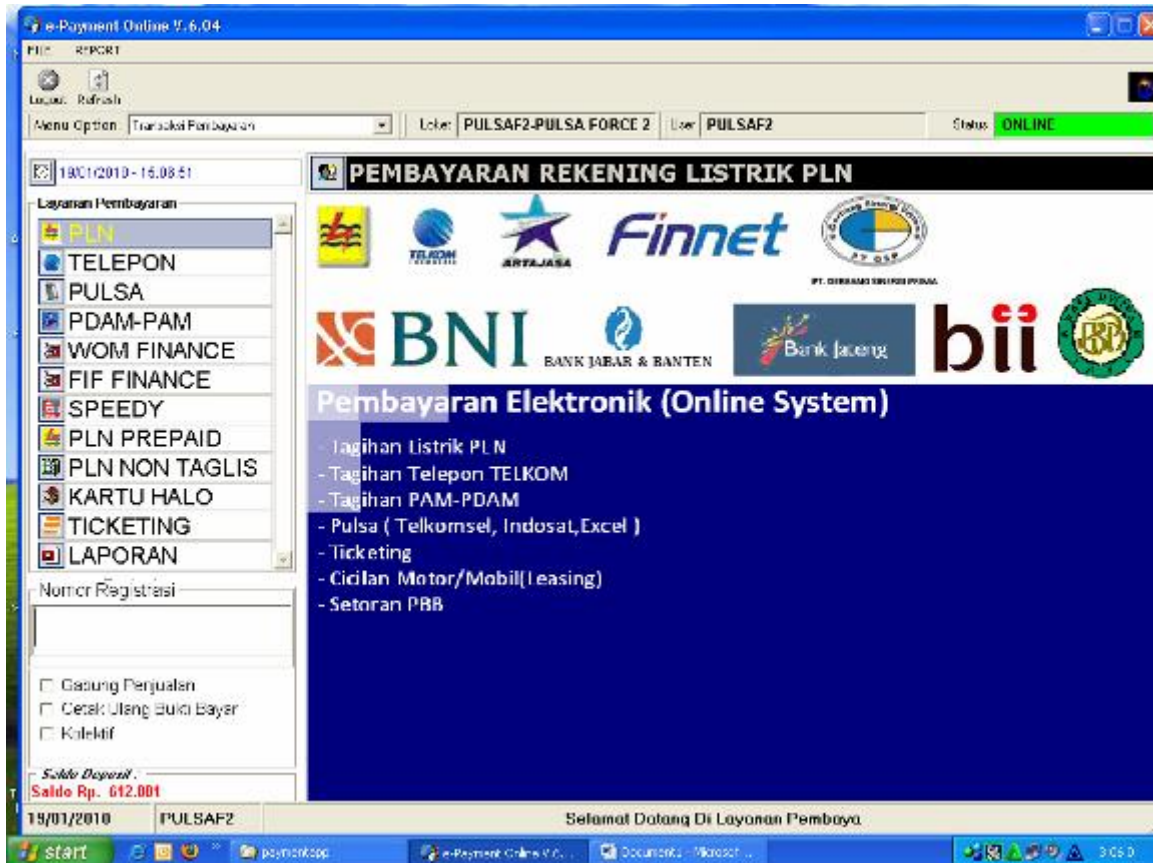 e-Payment Online V.6.04
FILE REPORT
Logout Refresh
Menu Option Transaksi Pembayaran Loket PULSAF2-PULSA FORCE 2 User PULSAF2 Status ONLINE
19/01/2010 - 15:08:51
PEMBAYARAN REKENING LISTRIK PLN
Layanan Pembayaran
PLN
TELEPON
PULSA
PDAM-PAM
WOM FINANCE
FIF FINANCE
SPEEDY
PLN PREPAID
PLN NON TAGLIS
KARTU HALO
TICKETING
LAPORAN
TELKOM
ARTAJASA
Finnet
PT GSP
BNI
BANK JABAR & BANTEN
Bank Jateng
bii
Pembayaran Elektronik (Online System)
- Tagihan Listrik PLN
- Tagihan Telepon TELKOM
- Tagihan PAM-PDAM
- Pulsa ( Telkomsel, Indosat,Excel )
- Ticketing
- Cicilan Motor/Mobil(Leasing)
- Setoran PBB
Nomor Registrasi
Gabung Penjualan
Cetak Ulang Bukti Bayar
Kolektif
Saldo Deposit :
Saldo Rp. 612.001
19/01/2010 PULSAF2 Selamat Datang Di Layanan Pembaya
start paymentapp e-Payment Online V.6.... - Microsof...